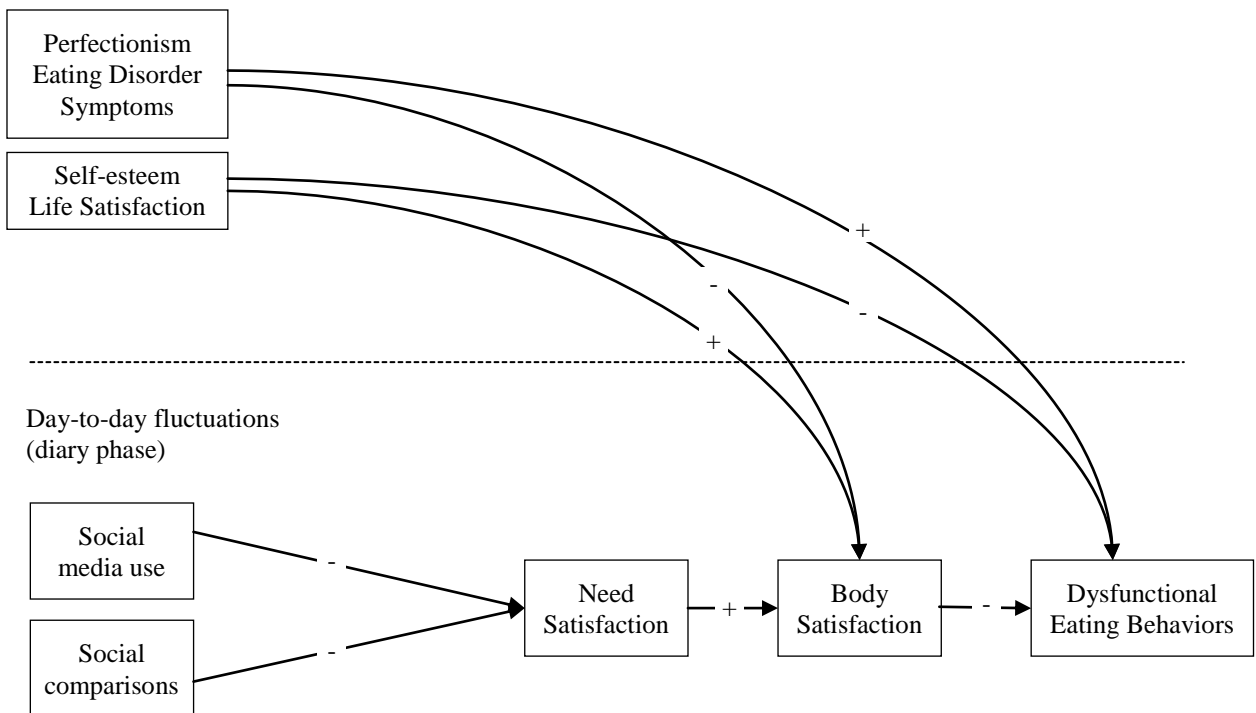 Perfectionism
Eating Disorder
Symptoms
Self-esteem
Life Satisfaction
+
-
-
+
Day-to-day fluctuations
(diary phase)
Social
media use
-
Need
Satisfaction
+
Body
Satisfaction
-
Dysfunctional
Eating Behaviors
Social
comparisons
-